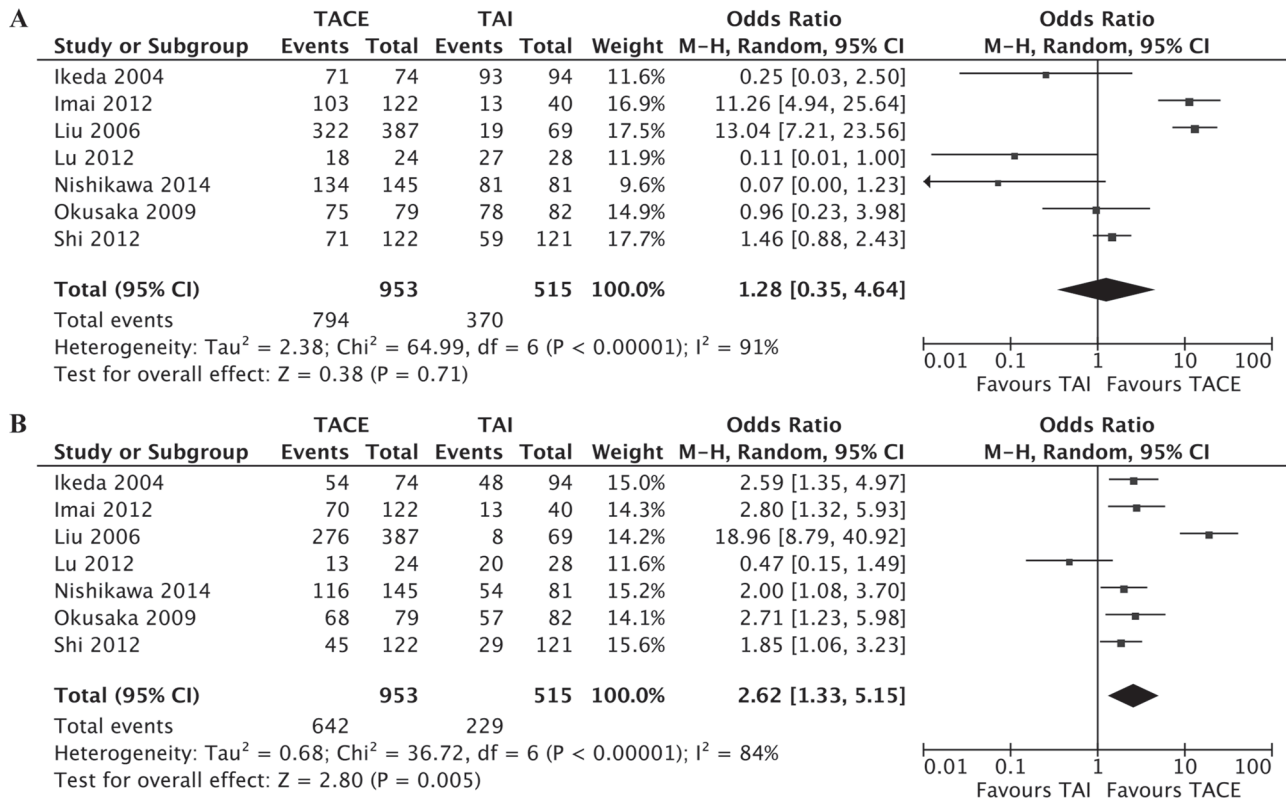 A
TACE TAI Odds Ratio Odds Ratio
Study or Subgroup Events Total Events Total Weight M-H, Random, 95% CI M-H, Random, 95% CI
Ikeda 2004 71 74 93 94 11.6% 0.25 [0.03, 2.50]
Imai 2012 103 122 13 40 16.9% 11.26 [4.94, 25.64]
Liu 2006 322 387 19 69 17.5% 13.04 [7.21, 23.56]
Lu 2012 18 24 27 28 11.9% 0.11 [0.01, 1.00]
Nishikawa 2014 134 145 81 81 9.6% 0.07 [0.00, 1.23]
Okusaka 2009 75 79 78 82 14.9% 0.96 [0.23, 3.98]
Shi 2012 71 122 59 121 17.7% 1.46 [0.88, 2.43]
Total (95% CI) 953 515 100.0% 1.28 [0.35, 4.64]
Total events 794 370
Heterogeneity: Tau² = 2.38; Chi² = 64.99, df = 6 (P < 0.00001); I² = 91%
Test for overall effect: Z = 0.38 (P = 0.71)
0.01 0.1 1 10 100
Favours TAI Favours TACE
B
TACE TAI Odds Ratio Odds Ratio
Study or Subgroup Events Total Events Total Weight M-H, Random, 95% CI M-H, Random, 95% CI
Ikeda 2004 54 74 48 94 15.0% 2.59 [1.35, 4.97]
Imai 2012 70 122 13 40 14.3% 2.80 [1.32, 5.93]
Liu 2006 276 387 8 69 14.2% 18.96 [8.79, 40.92]
Lu 2012 13 24 20 28 11.6% 0.47 [0.15, 1.49]
Nishikawa 2014 116 145 54 81 15.2% 2.00 [1.08, 3.70]
Okusaka 2009 68 79 57 82 14.1% 2.71 [1.23, 5.98]
Shi 2012 45 122 29 121 15.6% 1.85 [1.06, 3.23]
Total (95% CI) 953 515 100.0% 2.62 [1.33, 5.15]
Total events 642 229
Heterogeneity: Tau² = 0.68; Chi² = 36.72, df = 6 (P < 0.00001); I² = 84%
Test for overall effect: Z = 2.80 (P = 0.005)
0.01 0.1 1 10 100
Favours TAI Favours TACE